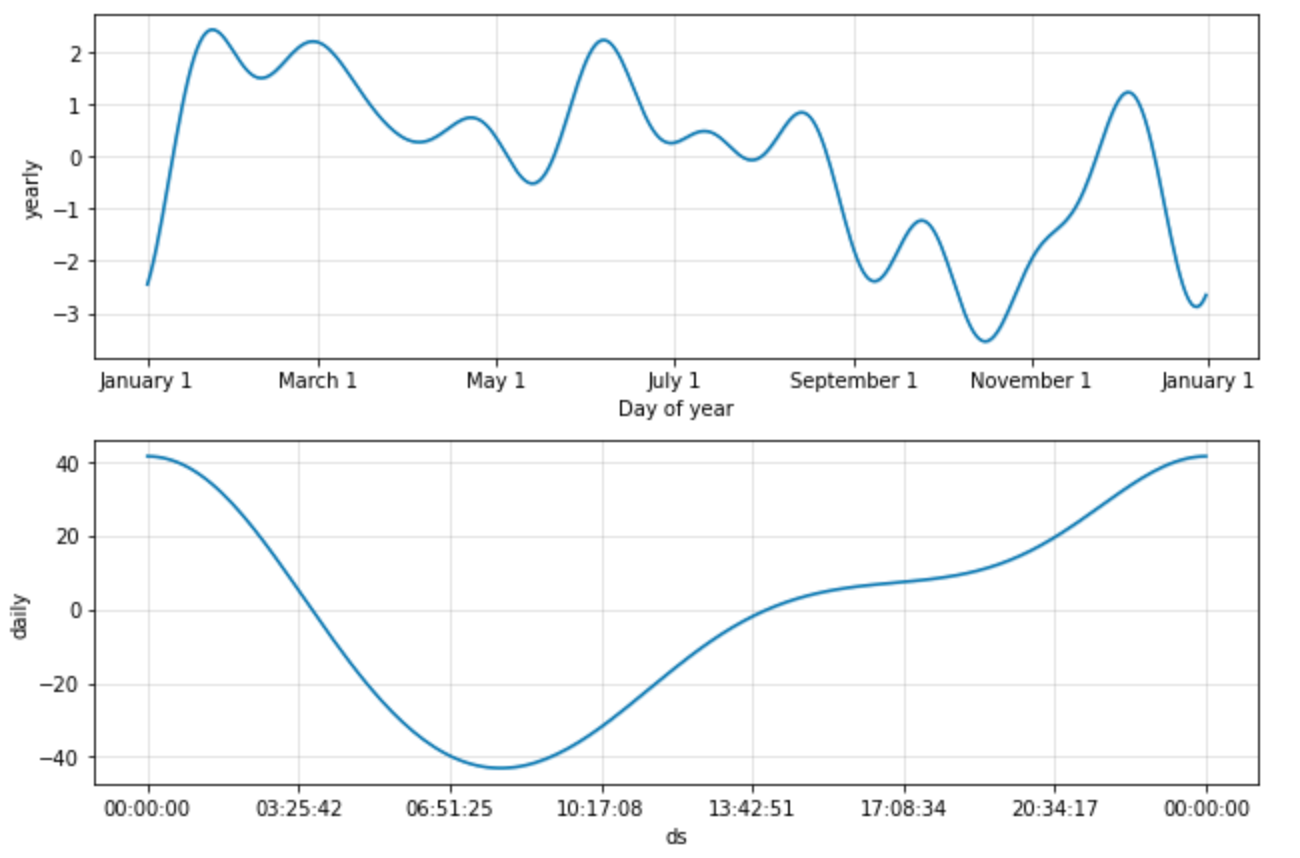 yearly
2
1
0
−1
−2
−3
January 1 March 1 May 1 July 1 September 1 November 1 January 1
Day of year
daily
40
20
0
−20
−40
00:00:00 03:25:42 06:51:25 10:17:08 13:42:51 17:08:34 20:34:17 00:00:00
ds